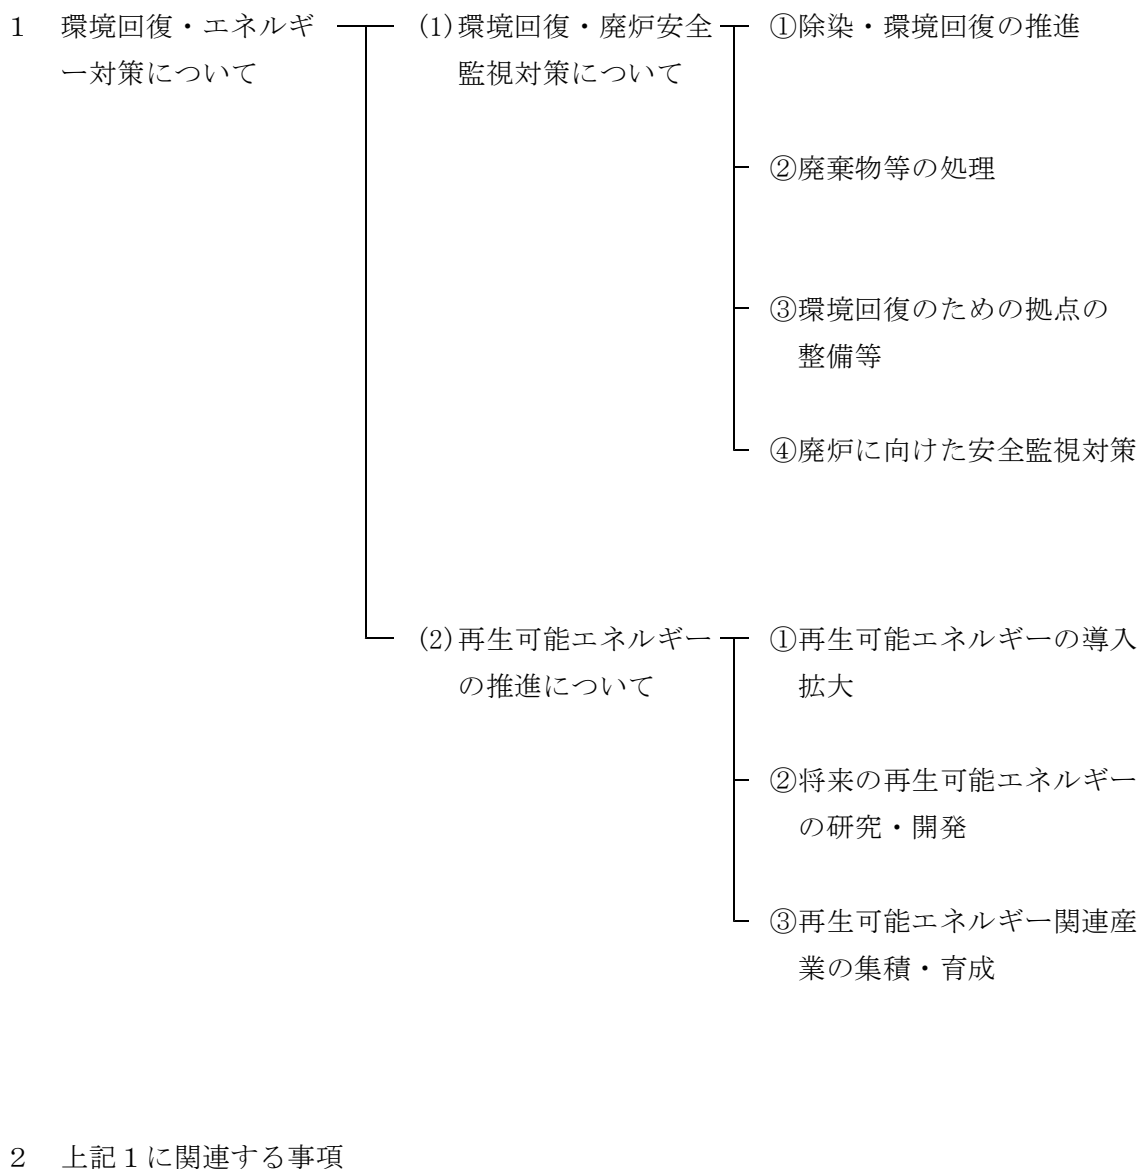 1 環境回復・エネルギ
ー対策について
(1)環境回復・廃炉安全
監視対策について
①除染・環境回復の推進
②廃棄物等の処理
③環境回復のための拠点の
整備等
④廃炉に向けた安全監視対策
(2)再生可能エネルギー
の推進について
①再生可能エネルギーの導入
拡大
②将来の再生可能エネルギー
の研究・開発
③再生可能エネルギー関連産
業の集積・育成
2 上記1に関連する事項